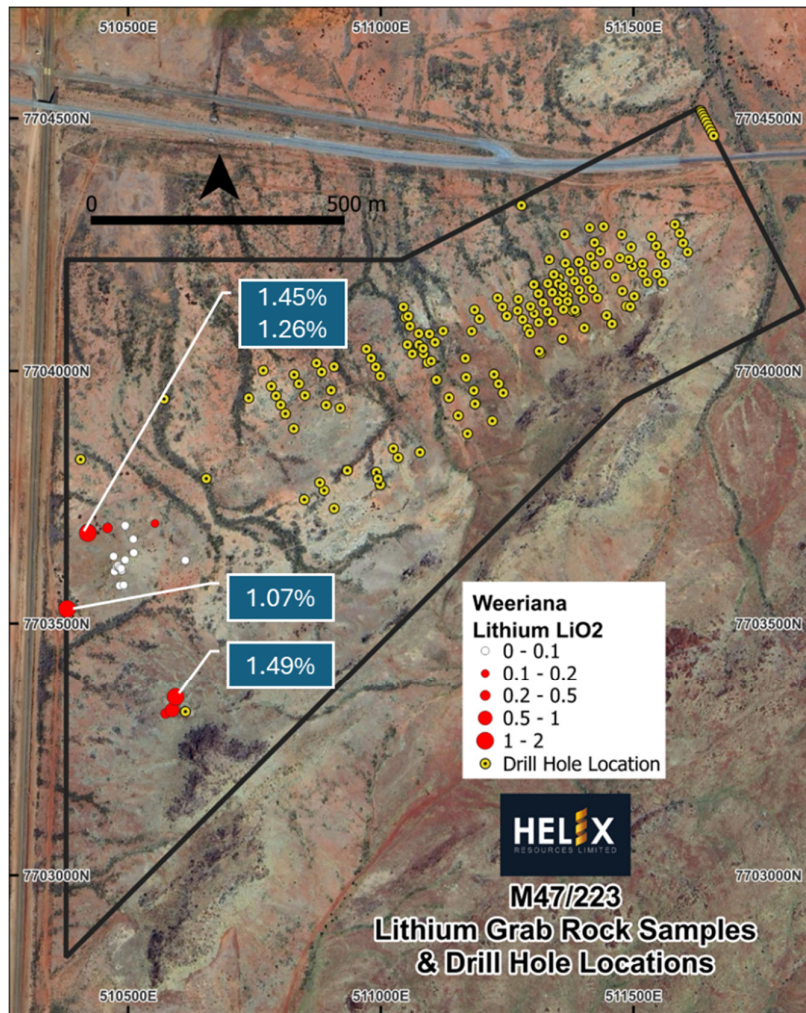 510500E
511000E
511500E
7704500N
7704500N
0
500 m
1.45%
1.26%
7704000N
7704000N
1.07%
1.49%
7703500N
7703500N
Weeriana
Lithium LiO2
0 - 0.1
0.1 - 0.2
0.2 - 0.5
0.5 - 1
1 - 2
Drill Hole Location
HELIX
RESOURCES LIMITED
7703000N
7703000N
M47/223
Lithium Grab Rock Samples
& Drill Hole Locations
510500E
511000E
511500E